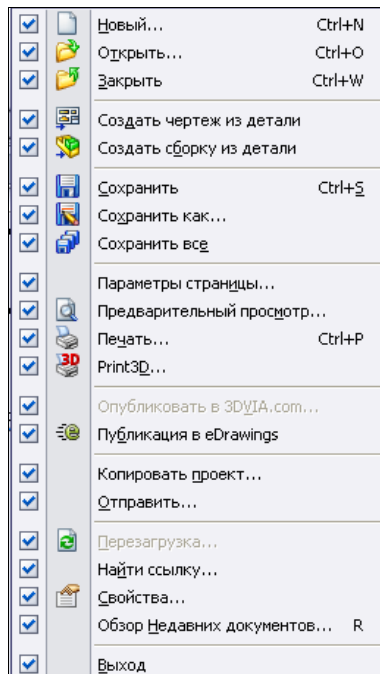 Новый... Ctrl+N
Открыть... Ctrl+O
Закрыть Ctrl+W
Создать чертеж из детали
Создать сборку из детали
Сохранить Ctrl+S
Сохранить как...
Сохранить все
Параметры страницы...
Предварительный просмотр...
Печать... Ctrl+P
Print3D...
Опубликовать в 3DVIA.com...
Публикация в eDrawings
Копировать проект...
Отправить...
Перезагрузка...
Найти ссылку...
Свойства...
Обзор Недавних документов... R
Выход